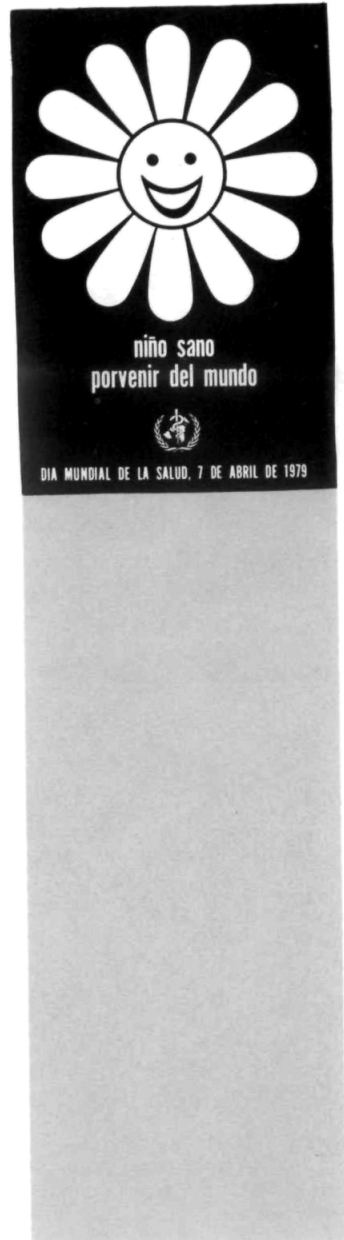 niño sano
porvenir del mundo
DIA MUNDIAL DE LA SALUD, 7 DE ABRIL DE 1979